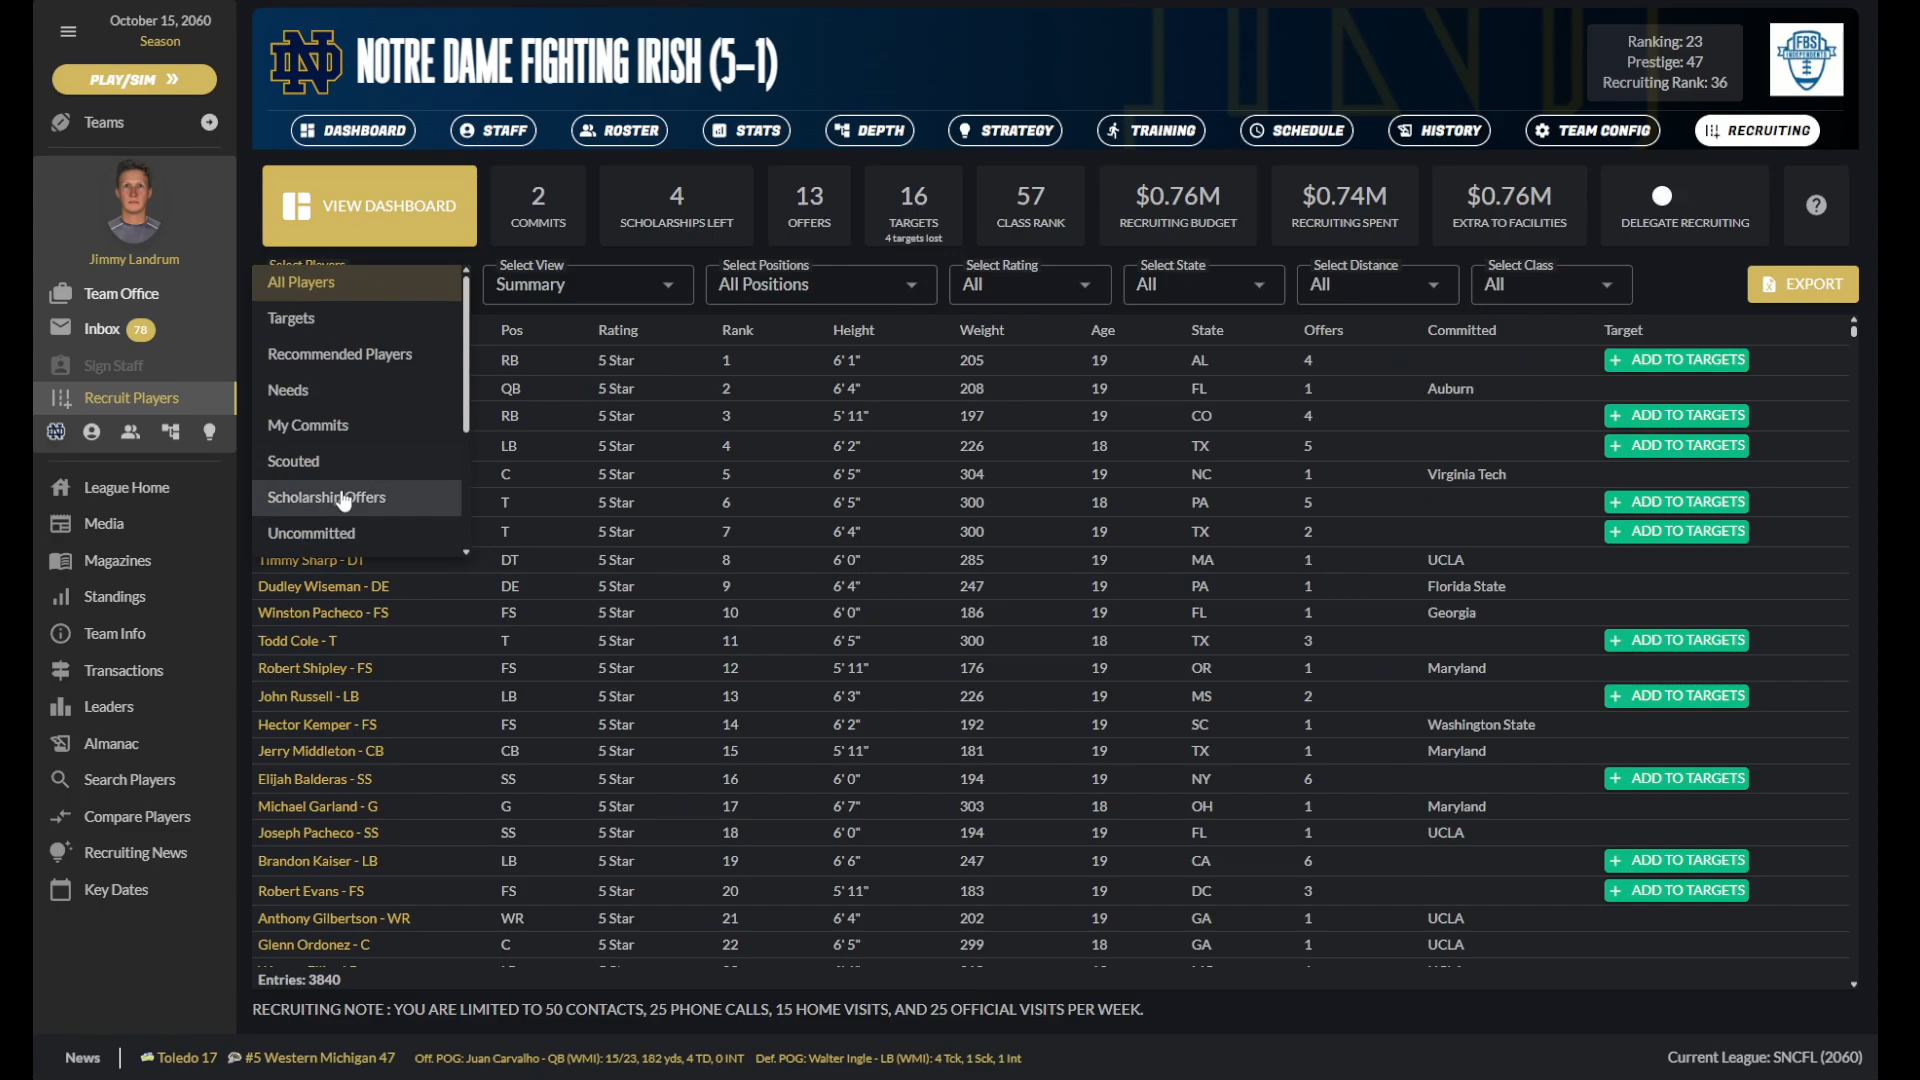 October 15, 2060
Season
PLAY/SIM
Teams
Jimmy Landrum
Team Office
Inbox 78
Sign Staff
Recruit Players
League Home
Media
Magazines
Standings
Team Info
Transactions
Leaders
Almanac
Search Players
Compare Players
Recruiting News
Key Dates
NOTRE DAME FIGHTING IRISH (5–1)
Ranking: 23
Prestige: 47
Recruiting Rank: 36
FBS
INDEPENDENTS
DASHBOARD STAFF ROSTER STATS DEPTH STRATEGY TRAINING SCHEDULE HISTORY TEAM CONFIG RECRUITING
VIEW DASHBOARD
2 COMMITS
4 SCHOLARSHIPS LEFT
13 OFFERS
16 TARGETS
4 targets lost
57 CLASS RANK
$0.76M RECRUITING BUDGET
$0.74M RECRUITING SPENT
$0.76M EXTRA TO FACILITIES
DELEGATE RECRUITING
?
Select Players
All Players
Targets
Recommended Players
Needs
My Commits
Scouted
Scholarship Offers
Uncommitted
Select View Summary
Select Positions All Positions
Select Rating All
Select State All
Select Distance All
Select Class All
EXPORT
Pos Rating Rank Height Weight Age State Offers Committed Target
RB 5 Star 1 6' 1" 205 19 AL 4 + ADD TO TARGETS
QB 5 Star 2 6' 4" 208 19 FL 1 Auburn
RB 5 Star 3 5' 11" 197 19 CO 4 + ADD TO TARGETS
LB 5 Star 4 6' 2" 226 18 TX 5 + ADD TO TARGETS
C 5 Star 5 6' 5" 304 19 NC 1 Virginia Tech
T 5 Star 6 6' 5" 300 18 PA 5 + ADD TO TARGETS
T 5 Star 7 6' 4" 300 19 TX 2 + ADD TO TARGETS
Timmy Sharp - DT DT 5 Star 8 6' 0" 285 19 MA 1 UCLA
Dudley Wiseman - DE DE 5 Star 9 6' 4" 247 19 PA 1 Florida State
Winston Pacheco - FS FS 5 Star 10 6' 0" 186 19 FL 1 Georgia
Todd Cole - T T 5 Star 11 6' 5" 300 18 TX 3 + ADD TO TARGETS
Robert Shipley - FS FS 5 Star 12 5' 11" 176 19 OR 1 Maryland
John Russell - LB LB 5 Star 13 6' 3" 226 19 MS 2 + ADD TO TARGETS
Hector Kemper - FS FS 5 Star 14 6' 2" 192 19 SC 1 Washington State
Jerry Middleton - CB CB 5 Star 15 5' 11" 181 19 TX 1 Maryland
Elijah Balderas - SS SS 5 Star 16 6' 0" 194 19 NY 6 + ADD TO TARGETS
Michael Garland - G G 5 Star 17 6' 7" 303 18 OH 1 Maryland
Joseph Pacheco - SS SS 5 Star 18 6' 0" 194 19 FL 1 UCLA
Brandon Kaiser - LB LB 5 Star 19 6' 6" 247 19 CA 6 + ADD TO TARGETS
Robert Evans - FS FS 5 Star 20 5' 11" 183 19 DC 3 + ADD TO TARGETS
Anthony Gilbertson - WR WR 5 Star 21 6' 4" 202 19 GA 1 UCLA
Glenn Ordonez - C C 5 Star 22 6' 5" 299 18 GA 1 UCLA
Entries: 3840
RECRUITING NOTE : YOU ARE LIMITED TO 50 CONTACTS, 25 PHONE CALLS, 15 HOME VISITS, AND 25 OFFICIAL VISITS PER WEEK.
News Toledo 17 #5 Western Michigan 47 Off. POG: Juan Carvalho - QB (WMI): 15/23, 182 yds, 4 TD, 0 INT Def. POG: Walter Ingle - LB (WMI): 4 Tck, 1 Sck, 1 Int
Current League: SNCFL (2060)